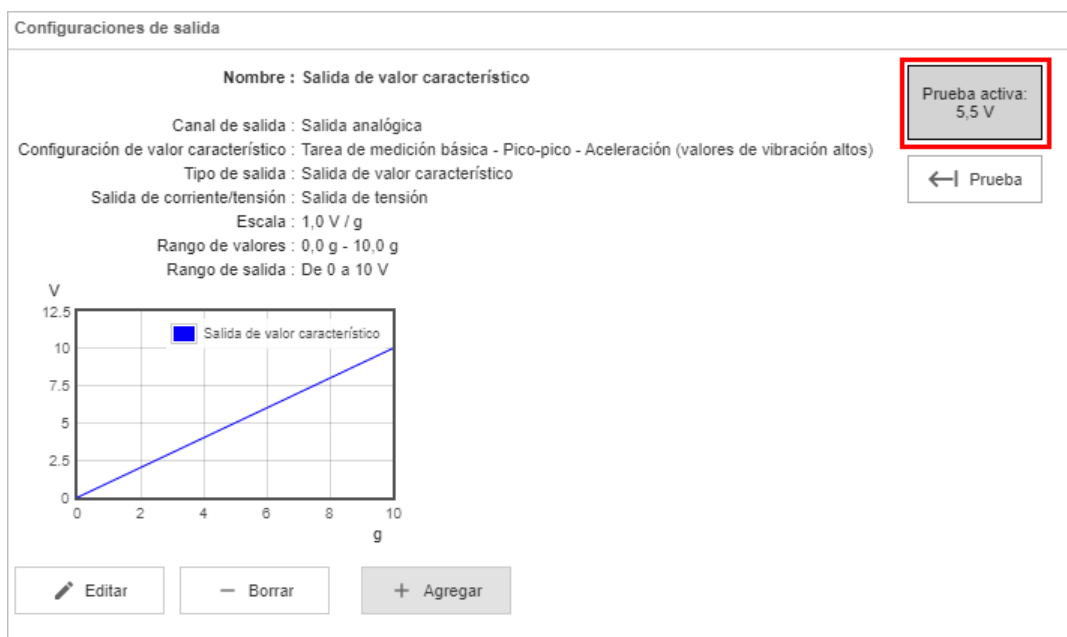 Configuraciones de salida
Nombre : Salida de valor característico
Canal de salida : Salida analógica
Configuración de valor característico : Tarea de medición básica - Pico-pico - Aceleración (valores de vibración altos)
Tipo de salida : Salida de valor característico
Salida de corriente/tensión : Salida de tensión
Escala : 1,0 V / g
Rango de valores : 0,0 g - 10,0 g
Rango de salida : De 0 a 10 V
Prueba activa:
5,5 V
Prueba
V
12.5
10
7.5
5
2.5
0
Salida de valor característico
0 2 4 6 8 10
g
Editar
Borrar
Agregar